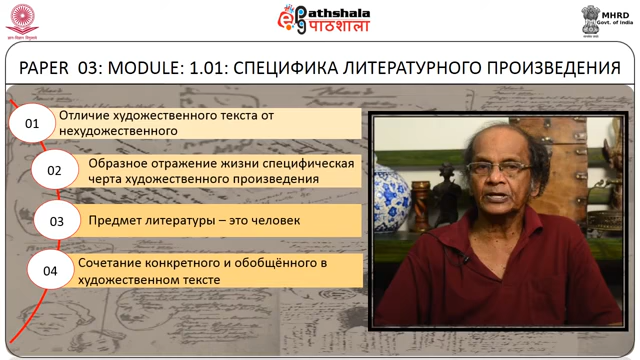 Pathshala
पाठशाला
MHRD
Govt. of India
PAPER 03: MODULE: 1.01: СПЕЦИФИКА ЛИТЕРАТУРНОГО ПРОИЗВЕДЕНИЯ
01
Отличие художественного текста от
нехудожественного
02
Образное отражение жизни специфическая
черта художественного произведения
03
Предмет литературы – это человек
04
Сочетание конкретного и обобщённого в
художественном тексте